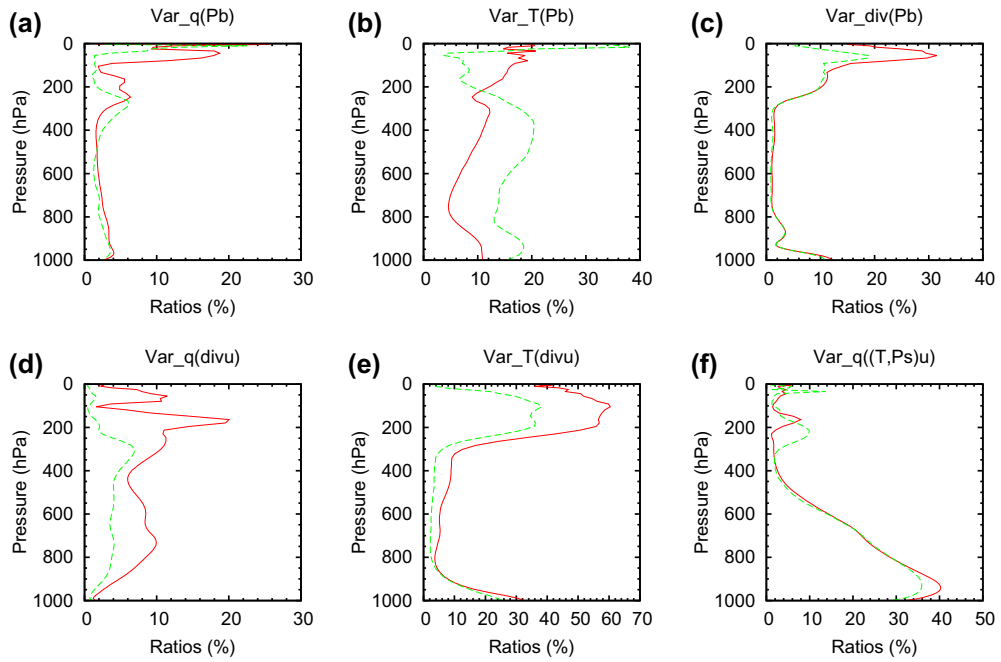 (a) Var_q(Pb)
Pressure (hPa)
0
200
400
600
800
1000
0 10 20 30
Ratios (%)
(b) Var_T(Pb)
Pressure (hPa)
0
200
400
600
800
1000
0 10 20 30 40
Ratios (%)
(c) Var_div(Pb)
Pressure (hPa)
0
200
400
600
800
1000
0 10 20 30 40
Ratios (%)
(d) Var_q(divu)
Pressure (hPa)
0
200
400
600
800
1000
0 10 20 30
Ratios (%)
(e) Var_T(divu)
Pressure (hPa)
0
200
400
600
800
1000
0 10 20 30 40 50 60 70
Ratios (%)
(f) Var_q((T,Ps)u)
Pressure (hPa)
0
200
400
600
800
1000
0 10 20 30 40 50
Ratios (%)